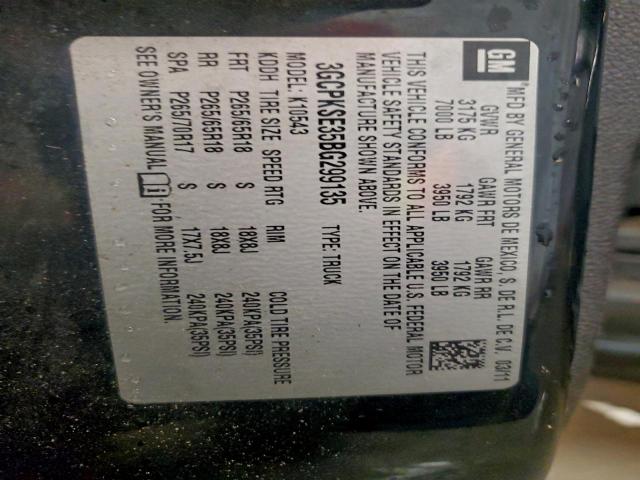 GM
MFD BY GENERAL MOTORS DE MEXICO, S. DE R.L. DE C.V. 03/11
GVWR GAWR FRT GAWR RR
3175 KG 1792 KG 1792 KG
7000 LB 3950 LB 3950 LB
THIS VEHICLE CONFORMS TO ALL APPLICABLE U.S. FEDERAL MOTOR
VEHICLE SAFETY STANDARDS IN EFFECT ON THE DATE OF
MANUFACTURE SHOWN ABOVE.
3GCPKSE35BG299135 TYPE: TRUCK
MODEL: K10543
KDDH TIRE SIZE SPEED RTG RIM COLD TIRE PRESSURE
FRT P265/65R18 S 18X8J 240KPA(35PSI)
RR P265/65R18 S 18X8J 240KPA(35PSI)
SPA P265/70R17 S 17X7.5J 240KPA(35PSI)
SEE OWNER'S MANUAL FOR MORE INFORMATION.